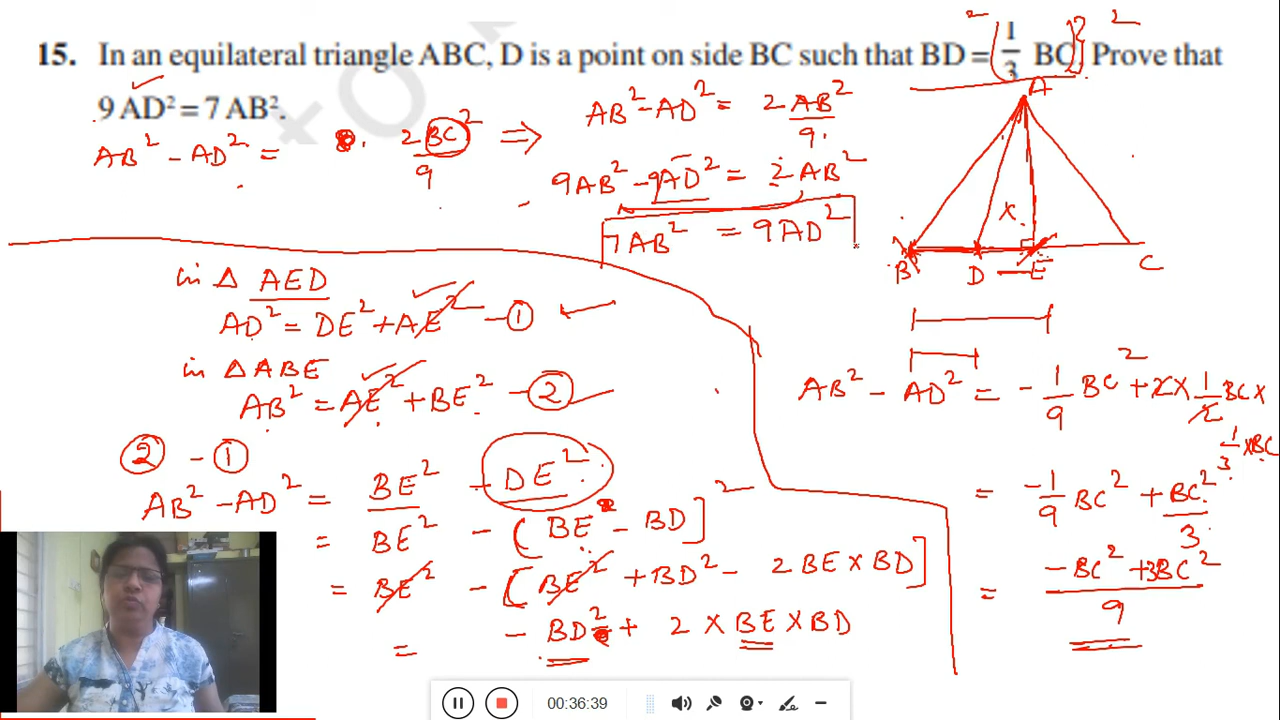 15. In an equilateral triangle ABC, D is a point on side BC such that BD = (1/3 BC)² Prove that
9 AD² = 7 AB².
AB² - AD² = 2BC²/9 ⇒ AB² - AD² = 2AB²/9
9AB² - 9AD² = 2AB²
7AB² = 9AD²
A
X
B D E C
in Δ AED
AD² = DE² + AE² - ①
in Δ ABE
AB² = AE² + BE² - ②
② - ①
AB² - AD² = BE² - DE²
= BE² - (BE - BD]²
= BE² - (BE² + BD² - 2BE × BD]
= - BD² + 2 × BE × BD
AB² - AD² = - 1/9 BC² + 2 × 1/2 BC ×
1/3 × BC
= -1/9 BC² + BC²/3
= -BC² + 3BC²/9
00:36:39